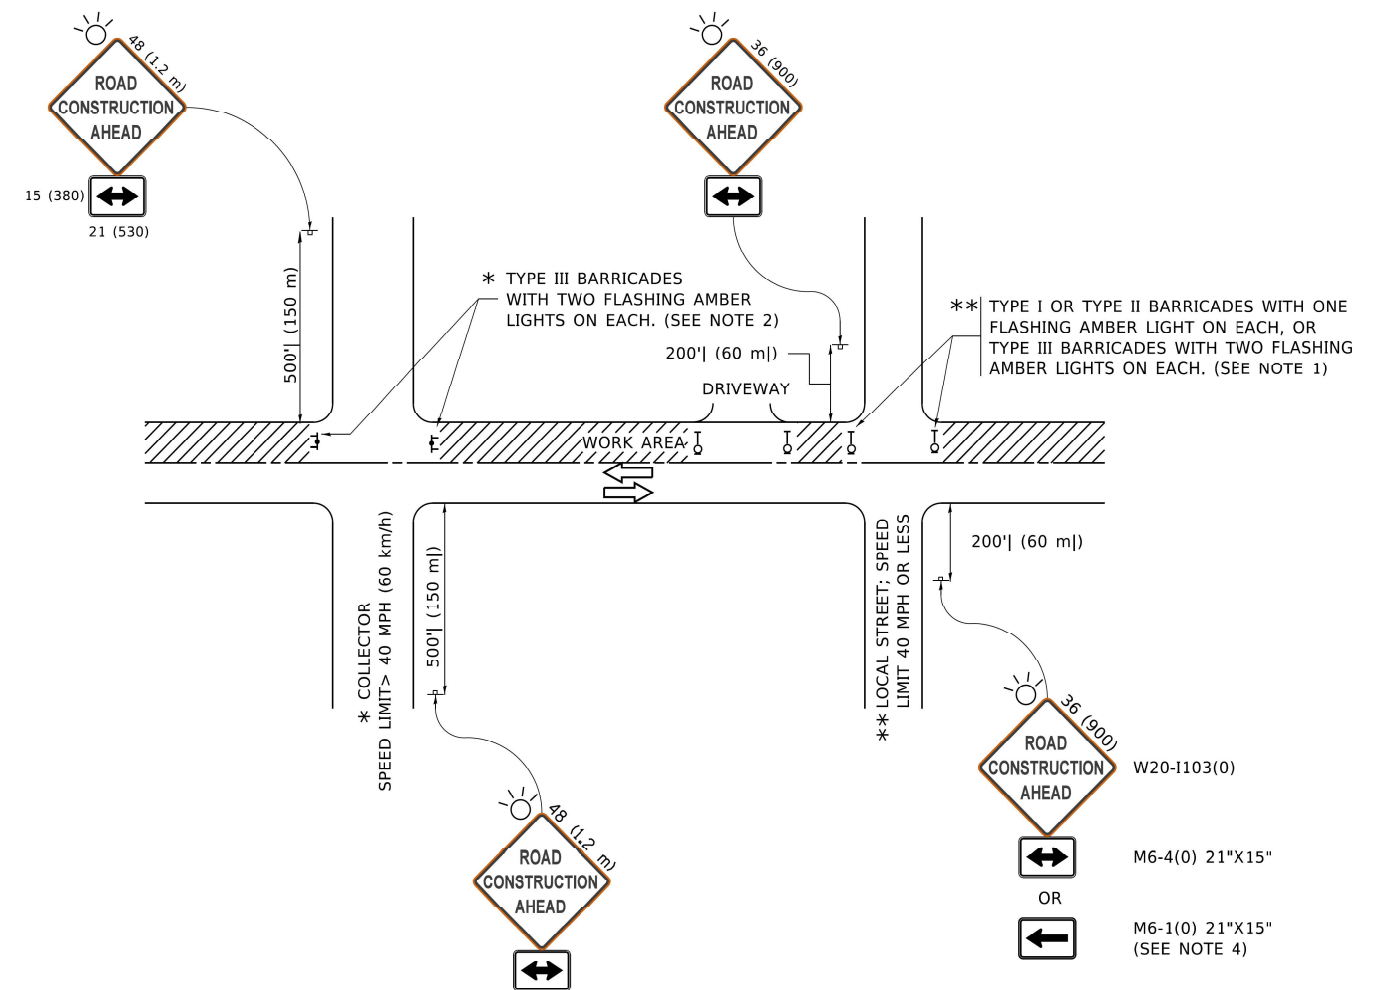 48 (1.2 m)
ROAD
CONSTRUCTION
AHEAD
15 (380)
21 (530)
36 (900)
ROAD
CONSTRUCTION
AHEAD
500'| (150 m)
* TYPE III BARRICADES
WITH TWO FLASHING AMBER
LIGHTS ON EACH. (SEE NOTE 2)
200'| (60 m|)
DRIVEWAY
** TYPE I OR TYPE II BARRICADES WITH ONE
FLASHING AMBER LIGHT ON EACH, OR
TYPE III BARRICADES WITH TWO FLASHING
AMBER LIGHTS ON EACH. (SEE NOTE 1)
WORK AREA
* COLLECTOR
SPEED LIMIT> 40 MPH (60 km/h)
500'| (150 m|)
** LOCAL STREET; SPEED
LIMIT 40 MPH OR LESS
200'| (60 m|)
48 (1.2 m)
ROAD
CONSTRUCTION
AHEAD
36 (900)
ROAD
CONSTRUCTION
AHEAD
W20-I103(0)
M6-4(0) 21"X15"
OR
M6-1(0) 21"X15"
(SEE NOTE 4)